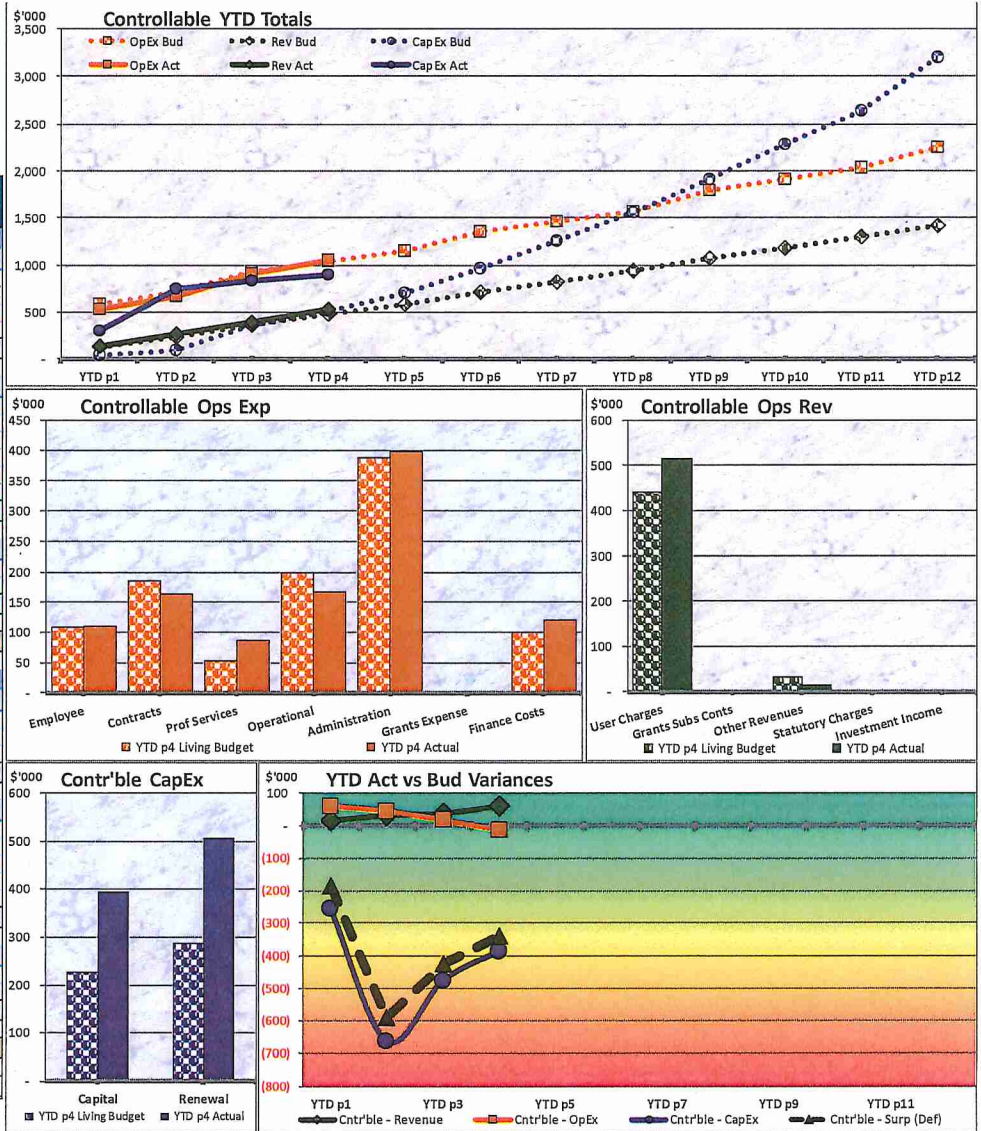 $'000
Controllable YTD Totals
3,500
OpEx Bud
Rev Bud
CapEx Bud
OpEx Act
Rev Act
CapEx Act
3,000
2,500
2,000
1,500
1,000
500
-
YTD p1
YTD p2
YTD p3
YTD p4
YTD p5
YTD p6
YTD p7
YTD p8
YTD p9
YTD p10
YTD p11
YTD p12
$'000
Controllable Ops Exp
450
400
350
300
250
200
150
100
50
-
Employee
Contracts
Prof Services
Operational
Administration
Grants Expense
Finance Costs
YTD p4 Living Budget
YTD p4 Actual
$'000
Controllable Ops Rev
600
500
400
300
200
100
-
User Charges
Grants Subs Conts
Other Revenues
Statutory Charges
Investment Income
YTD p4 Living Budget
YTD p4 Actual
$'000
Contr'ble CapEx
600
500
400
300
200
100
-
Capital
Renewal
YTD p4 Living Budget
YTD p4 Actual
$'000
YTD Act vs Bud Variances
100
-
(100)
(200)
(300)
(400)
(500)
(600)
(700)
(800)
YTD p1
YTD p3
YTD p5
YTD p7
YTD p9
YTD p11
Cntr'ble - Revenue
Cntr'ble - OpEx
Cntr'ble - CapEx
Cntr'ble - Surp (Def)